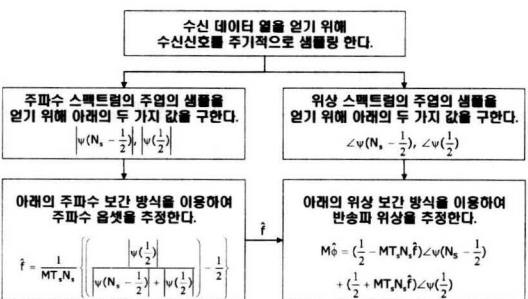 수신 데이터 열을 얻기 위해
수신신호를 주기적으로 샘플링 한다.
주파수 스펙트럼의 주엽의 샘플을
얻기 위해 아래의 두 가지 값을 구한다.
|ψ(N_s − 1/2)|, |ψ(1/2)|
위상 스펙트럼의 주엽의 샘플을
얻기 위해 아래의 두 가지 값을 구한다.
∠ψ(N_s − 1/2), ∠ψ(1/2)
아래의 주파수 보간 방식을 이용하여
주파수 옵셋을 추정한다.
f̂ = 1/(MT_sN_s) {( |ψ(1/2)| / (|ψ(N_s − 1/2)| + |ψ(1/2)|) ) − 1/2}
f̂
아래의 위상 보간 방식을 이용하여
반송파 위상을 추정한다.
Mφ̂ = (1/2 − MT_sN_sf̂)∠ψ(N_s − 1/2)
+ (1/2 + MT_sN_sf̂)∠ψ(1/2)